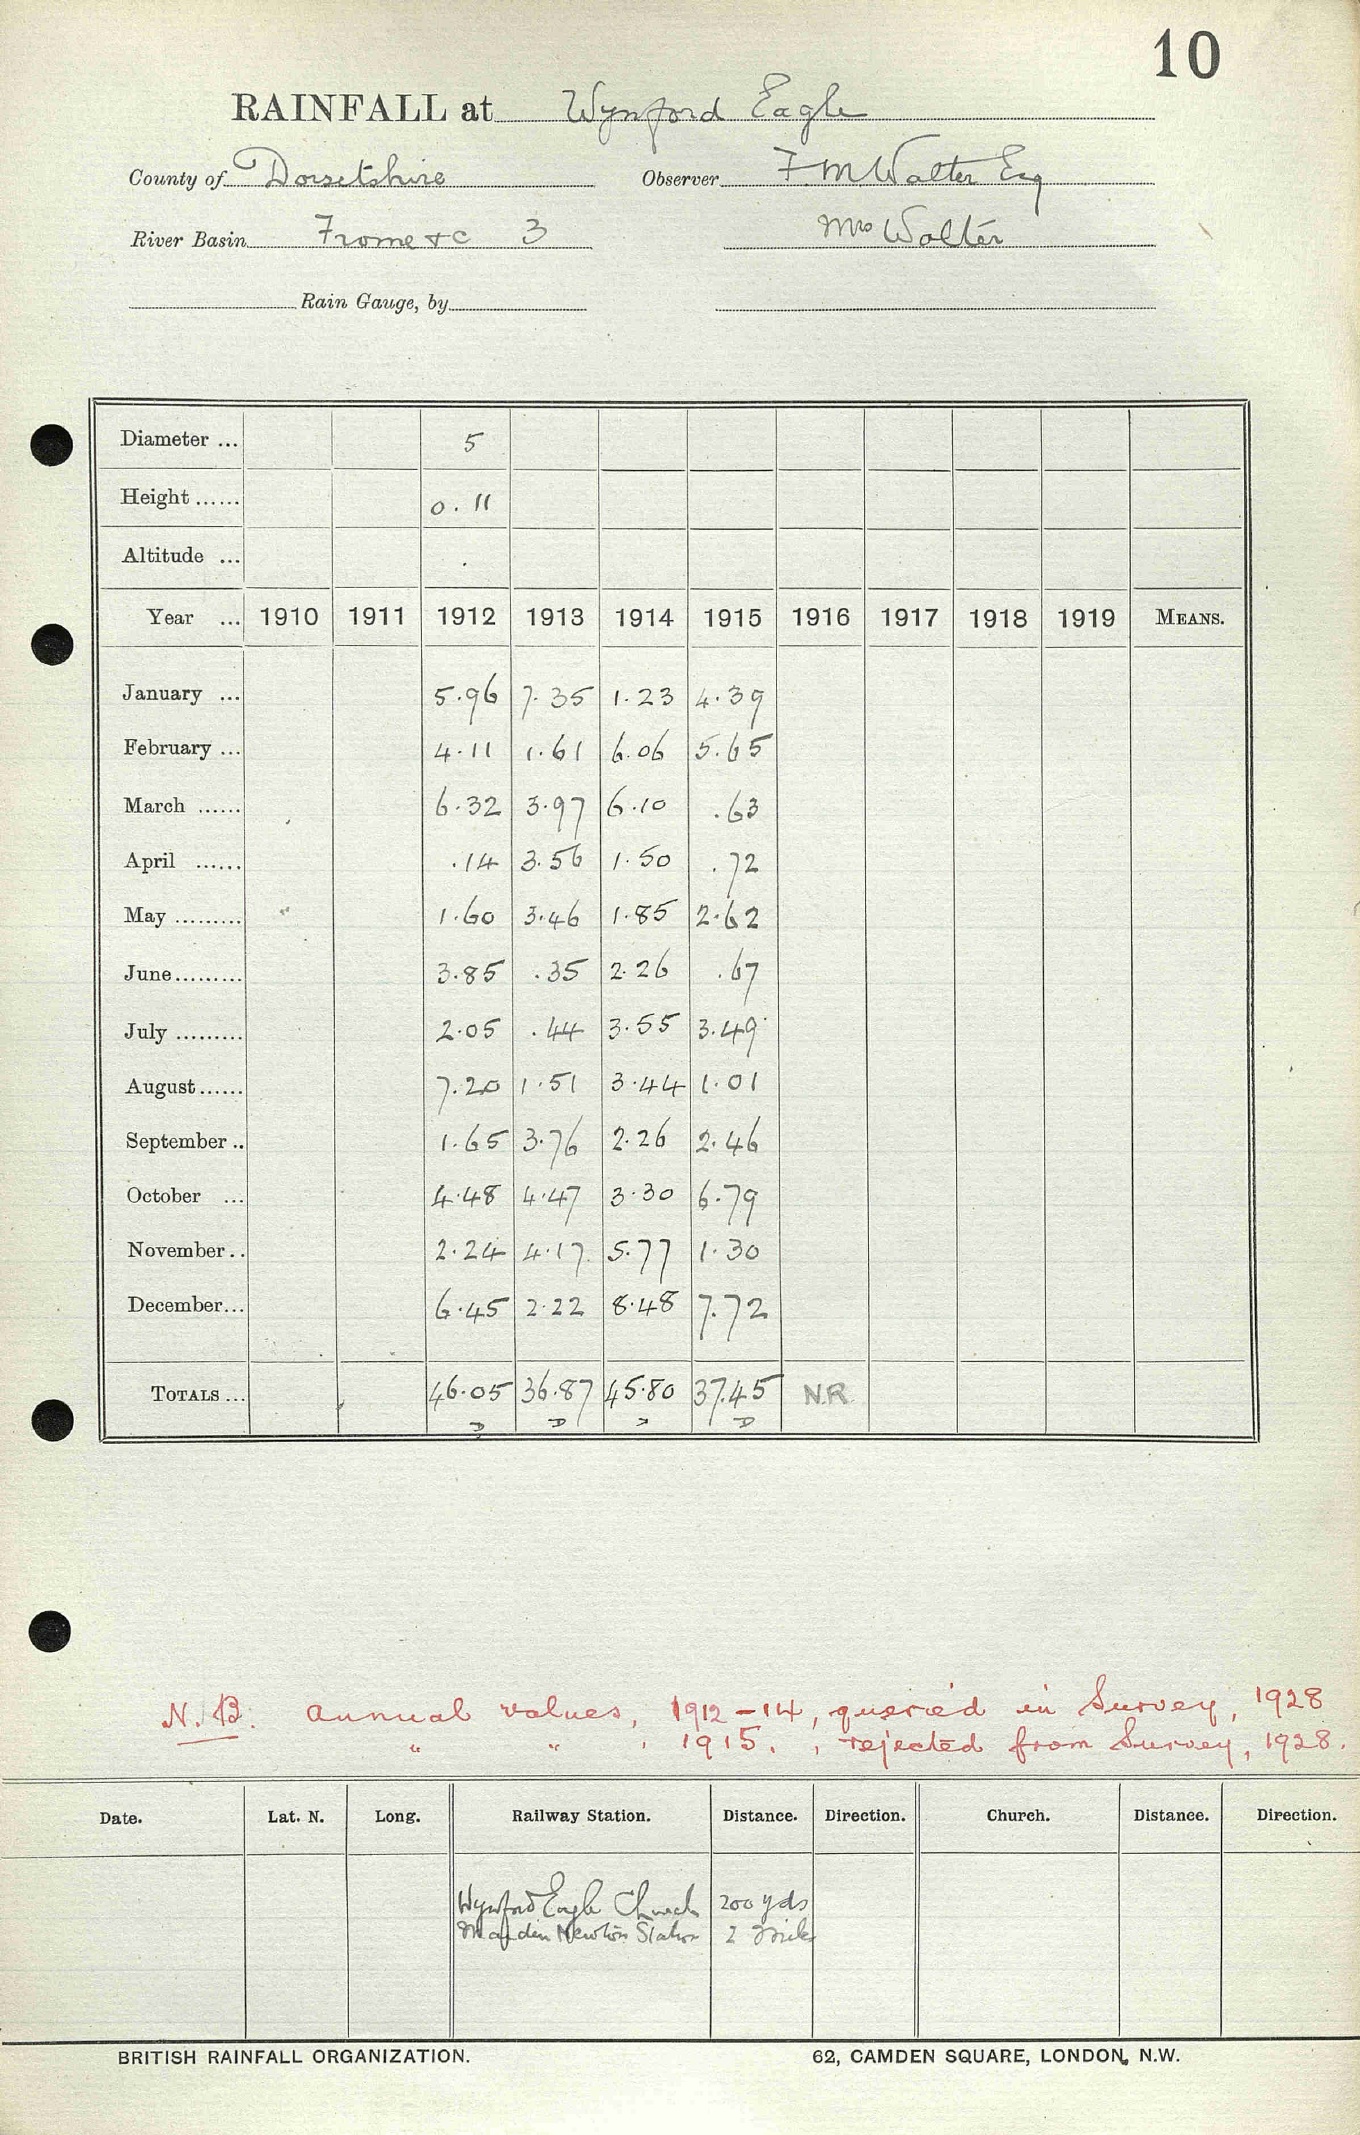 10
RAINFALL at Wynford Eagle
County of Dorsetshire Observer F M Walter Esq
River Basin Frome &c 3 Mrs Walter
Rain Gauge, by
Diameter ... 5
Height ...... 0.11
Altitude ...
Year ... 1910 1911 1912 1913 1914 1915 1916 1917 1918 1919 MEANS.
January ... 5.96 7.35 1.23 4.39
February ... 4.11 1.61 6.06 5.65
March ...... 6.32 3.97 6.10 .63
April ...... .14 3.56 1.50 .72
May ......... 1.60 3.46 1.85 2.62
June ......... 3.85 .35 2.26 .67
July ......... 2.05 .44 3.55 3.49
August ...... 7.20 1.51 3.44 1.01
September .. 1.65 3.76 2.26 2.46
October ... 4.48 4.47 3.30 6.79
November .. 2.24 4.17 5.77 1.30
December ... 6.45 2.22 8.48 7.72
TOTALS ... 46.05 36.87 45.80 37.45 N.R.
D D D D
N.B. Annual values, 1912-14, queried in Survey, 1928
" " , 1915, , rejected from Survey, 1928.
Date. Lat. N. Long. Railway Station. Distance. Direction. Church. Distance. Direction.
Wynford Eagle Church 200 yds
Maiden Newton Station 2 Mile
BRITISH RAINFALL ORGANIZATION. 62, CAMDEN SQUARE, LONDON, N.W.